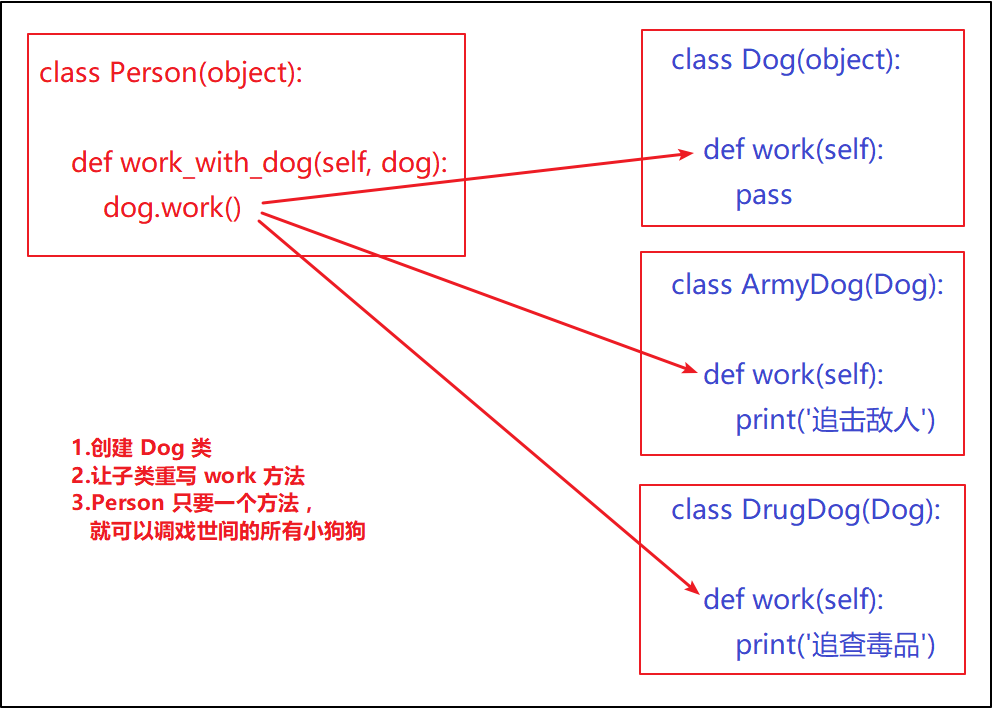 class Person(object):
def work_with_dog(self, dog):
dog.work()
class Dog(object):
def work(self):
pass
class ArmyDog(Dog):
def work(self):
print('追击敌人')
class DrugDog(Dog):
def work(self):
print('追查毒品')
1.创建 Dog 类
2.让子类重写 work 方法
3.Person 只要一个方法，
就可以调戏世间的所有小狗狗